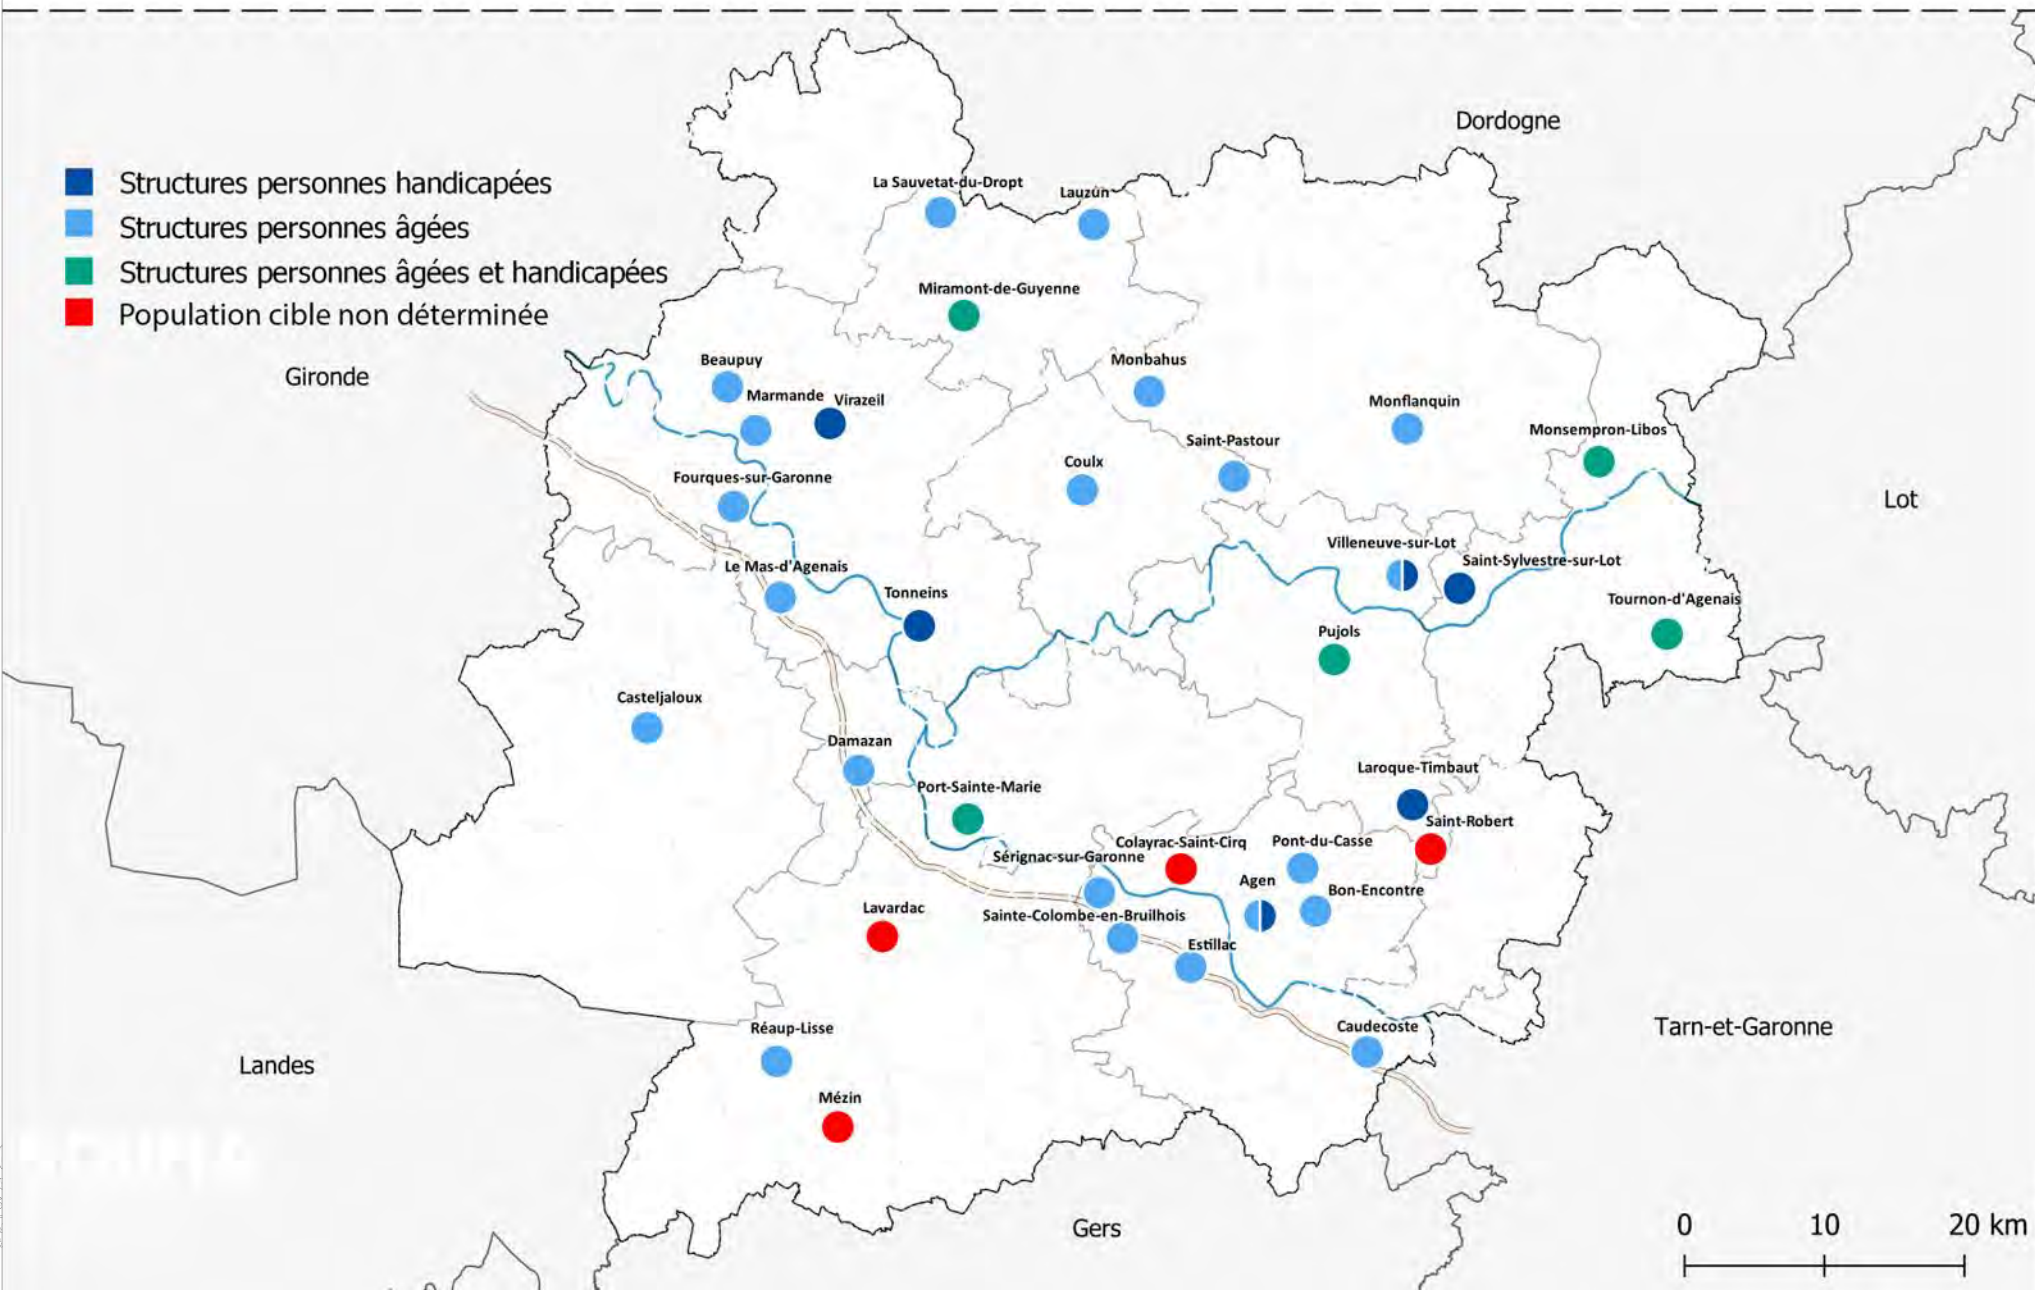 Dordogne
Structures personnes handicapées
La Sauvetat-du-Dropt
Lauzun
Structures personnes âgées
Structures personnes âgées et handicapées
Miramont-de-Guyenne
Population cible non déterminée
Beaupuy
Monbahus
Gironde
Marmande
Virazeil
Monflanquin
Monsempron-Libos
Saint-Pastour
Coulx
Fourques-sur-Garonne
Lot
Villeneuve-sur-Lot
Saint-Sylvestre-sur-Lot
Le Mas-d'Agenais
Tonneins
Tournon-d'Agenais
Pujols
Casteljaloux
Damazan
Laroque-Timbaut
Port-Sainte-Marie
Saint-Robert
Colayrac-Saint-Cirq
Pont-du-Casse
Sérignac-sur-Garonne
Agen
Bon-Encontre
Lavardac
Sainte-Colombe-en-Bruilhois
Estillac
Réaup-Lisse
Caudecoste
Tarn-et-Garonne
Landes
Mézin
Gers
0 10 20 km